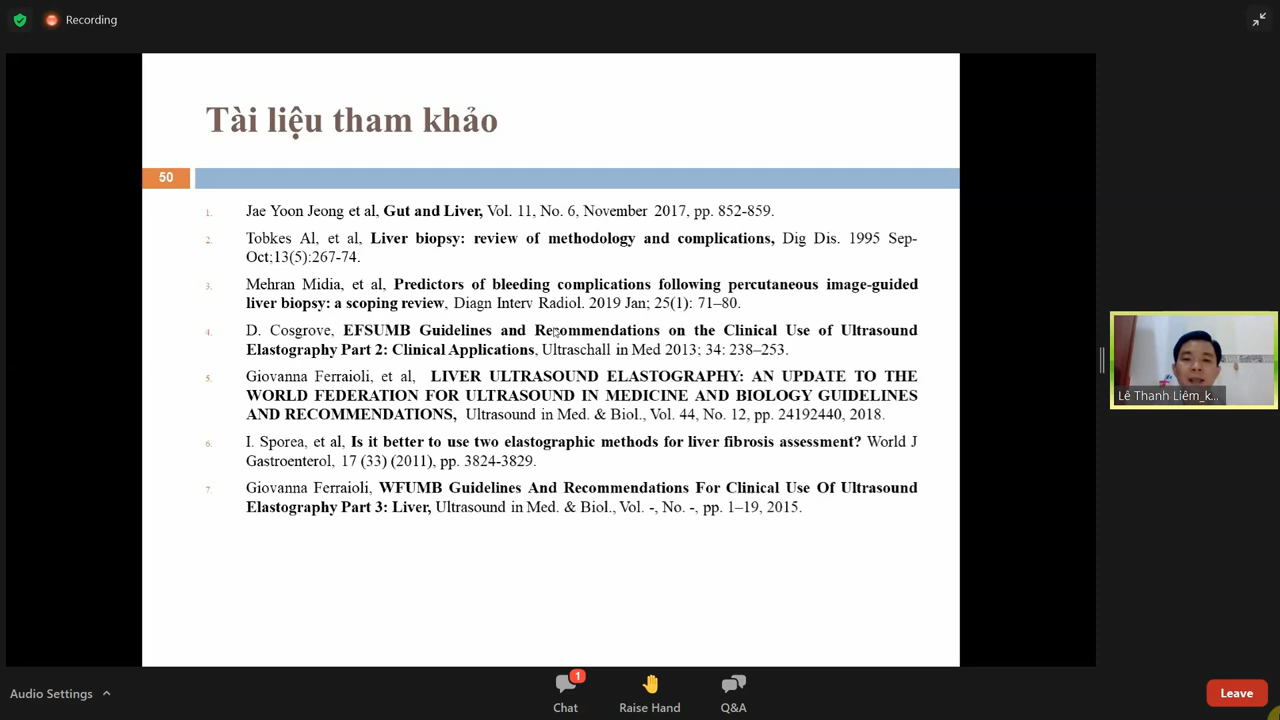 Recording
Tài liệu tham khảo
50
1. Jae Yoon Jeong et al, Gut and Liver, Vol. 11, No. 6, November 2017, pp. 852-859.
2. Tobkes Al, et al, Liver biopsy: review of methodology and complications, Dig Dis. 1995 Sep-
Oct;13(5):267-74.
3. Mehran Midia, et al, Predictors of bleeding complications following percutaneous image-guided
liver biopsy: a scoping review, Diagn Interv Radiol. 2019 Jan; 25(1): 71–80.
4. D. Cosgrove, EFSUMB Guidelines and Recommendations on the Clinical Use of Ultrasound
Elastography Part 2: Clinical Applications, Ultraschall in Med 2013; 34: 238–253.
5. Giovanna Ferraioli, et al, LIVER ULTRASOUND ELASTOGRAPHY: AN UPDATE TO THE
WORLD FEDERATION FOR ULTRASOUND IN MEDICINE AND BIOLOGY GUIDELINES
AND RECOMMENDATIONS, Ultrasound in Med. & Biol., Vol. 44, No. 12, pp. 24192440, 2018.
6. I. Sporea, et al, Is it better to use two elastographic methods for liver fibrosis assessment? World J
Gastroenterol, 17 (33) (2011), pp. 3824-3829.
7. Giovanna Ferraioli, WFUMB Guidelines And Recommendations For Clinical Use Of Ultrasound
Elastography Part 3: Liver, Ultrasound in Med. & Biol., Vol. -, No. -, pp. 1–19, 2015.
Lê Thanh Liêm_k...
Audio Settings
1
Chat
Raise Hand
Q&A
Leave